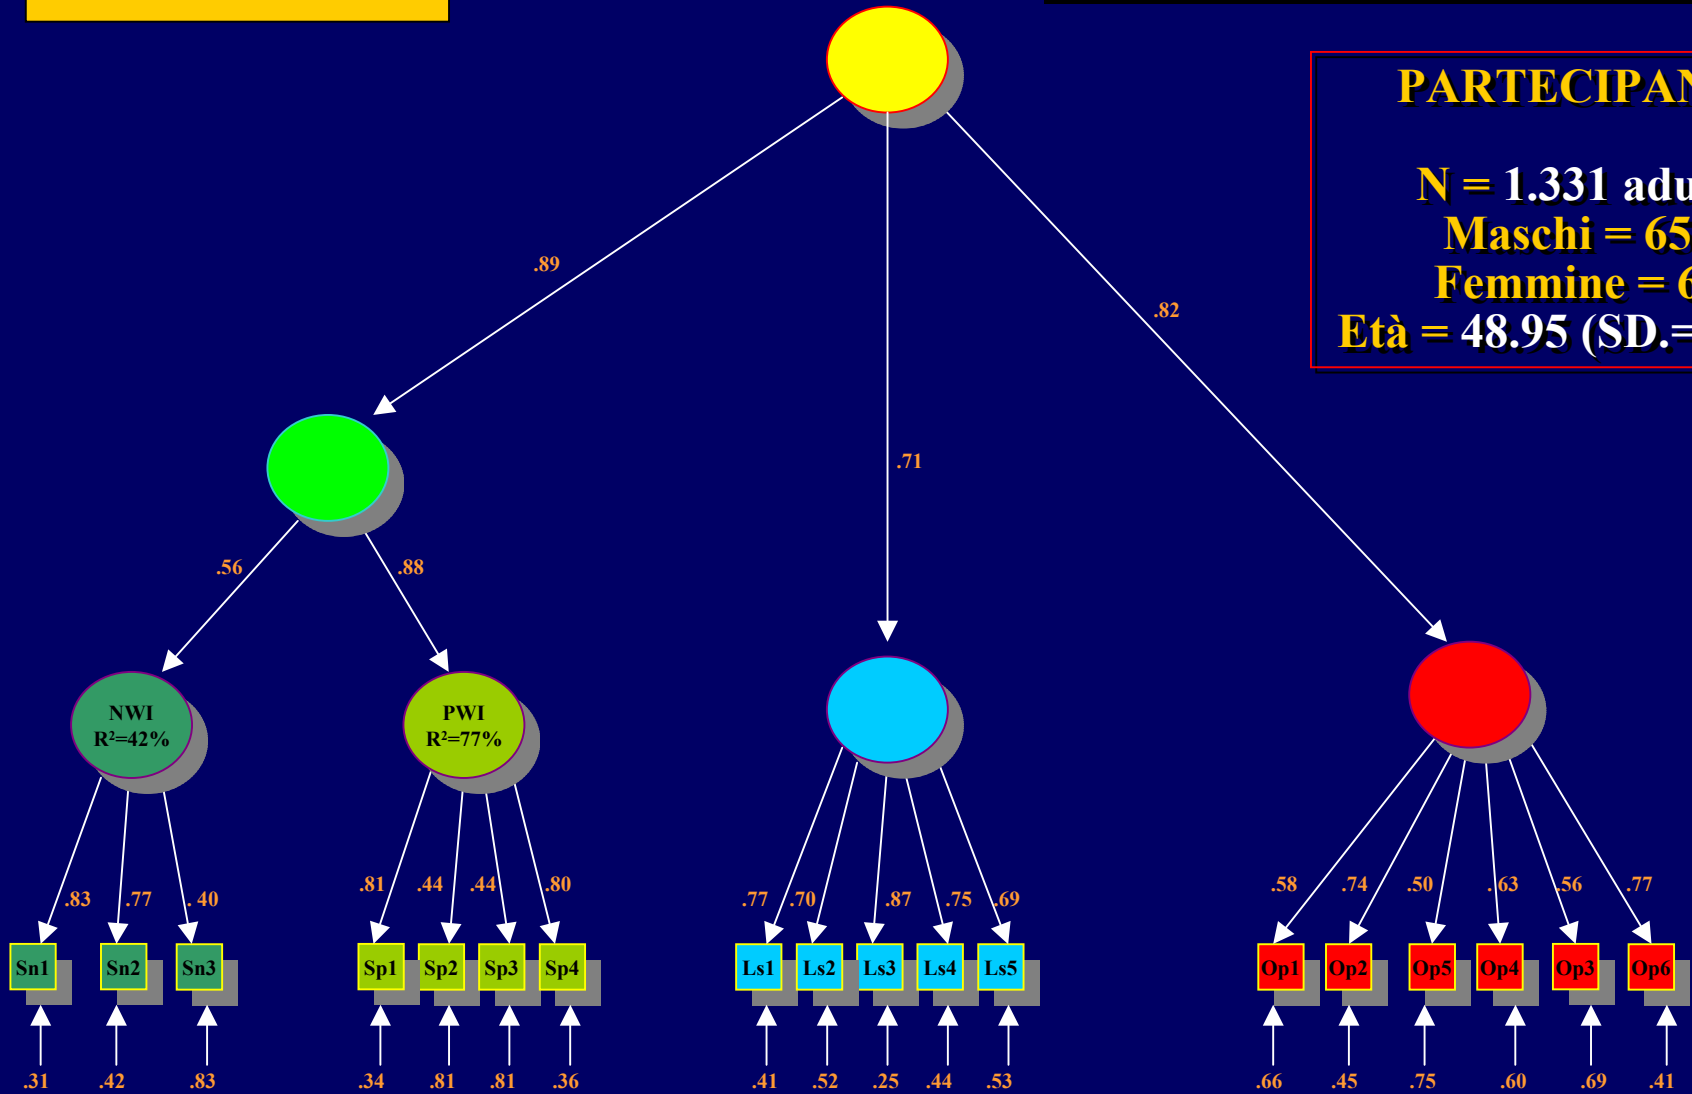 PARTECIPAN
N = 1.331 adu
Maschi = 65
Femmine = 6
Età = 48.95 (SD.=
.89
.82
.71
.56
.88
NWI
R²=42%
PWI
R²=77%
.83 .77 . 40
.81 .44 .44 .80
.77 .70 .87 .75 .69
.58 .74 .50 .63 .56 .77
Sn1 Sn2 Sn3
Sp1 Sp2 Sp3 Sp4
Ls1 Ls2 Ls3 Ls4 Ls5
Op1 Op2 Op5 Op4 Op3 Op6
.31 .42 .83
.34 .81 .81 .36
.41 .52 .25 .44 .53
.66 .45 .75 .60 .69 .41